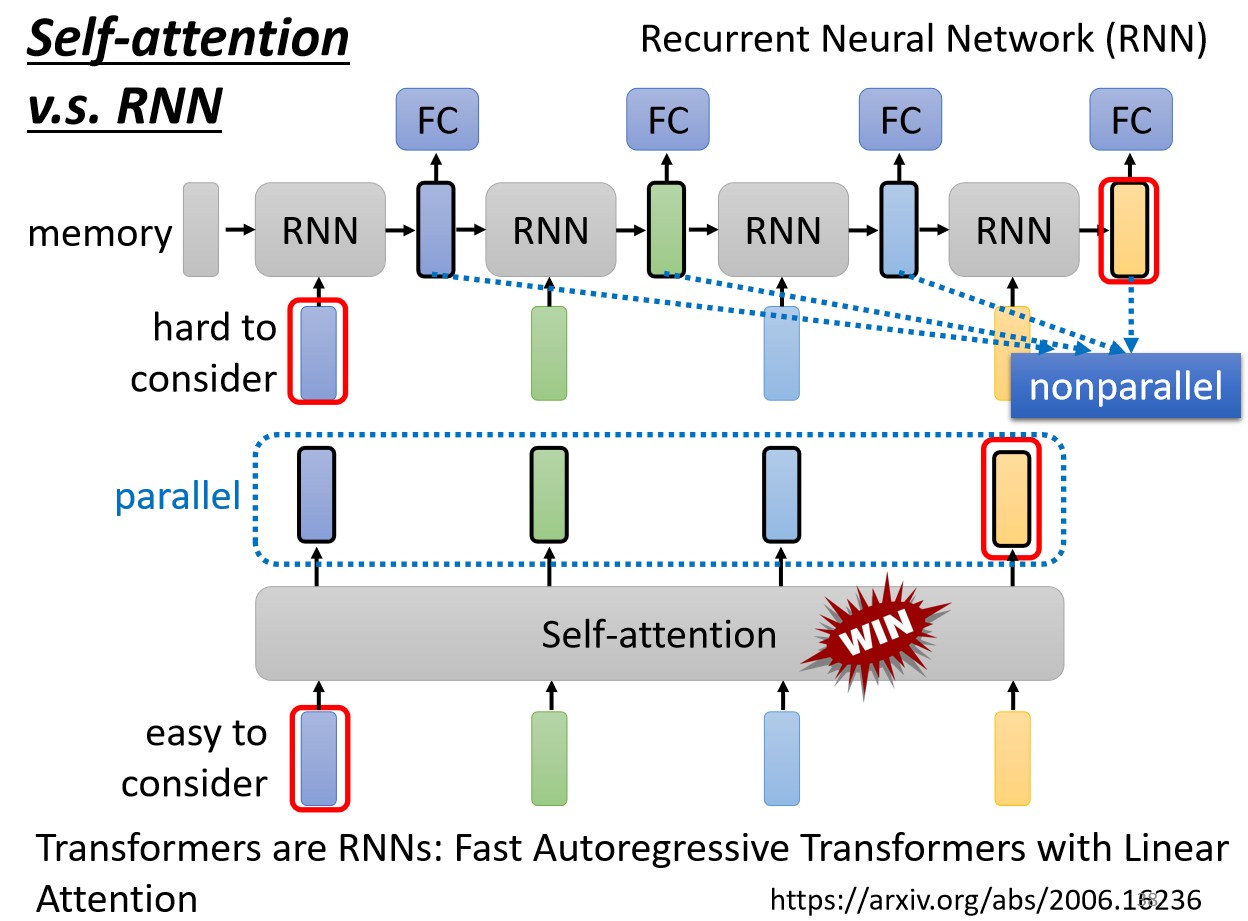 Self-attention
v.s. RNN
Recurrent Neural Network (RNN)
FC
FC
FC
FC
memory
RNN
RNN
RNN
RNN
hard to
consider
nonparallel
parallel
Self-attention
WIN
easy to
consider
Transformers are RNNs: Fast Autoregressive Transformers with Linear
Attention
https://arxiv.org/abs/2006.16236
38